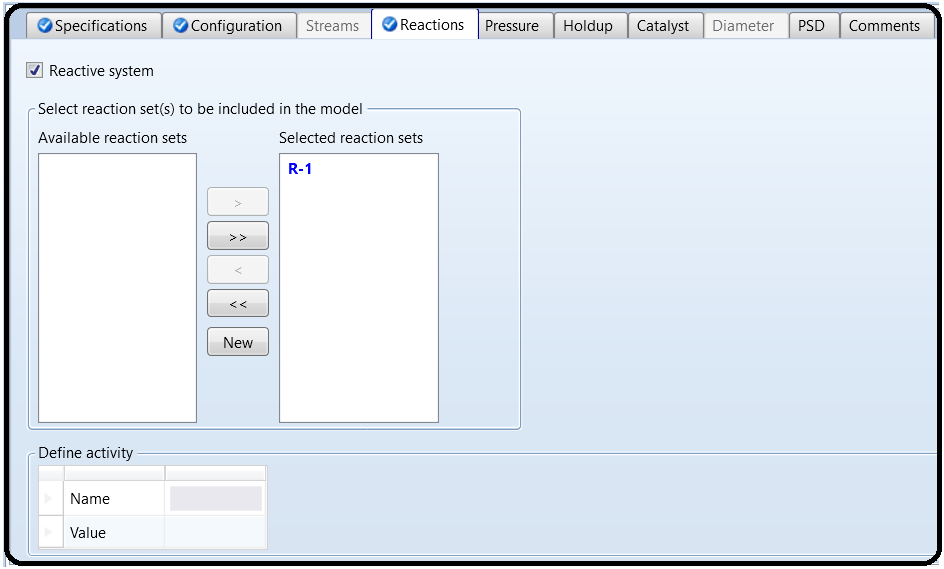 Specifications Configuration Streams Reactions Pressure Holdup Catalyst Diameter PSD Comments
Reactive system
Select reaction set(s) to be included in the model
Available reaction sets Selected reaction sets
R-1
>
>>
<
<<
New
Define activity
Name
Value